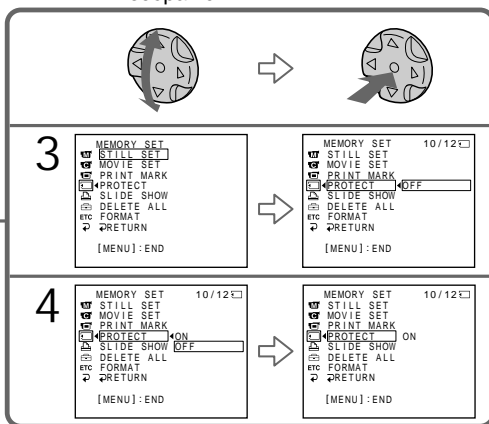 3
MEMORY SET
STILL SET
MOVIE SET
PRINT MARK
PROTECT
SLIDE SHOW
DELETE ALL
ETC FORMAT
RETURN
[MENU] : END
MEMORY SET 10/12
STILL SET
MOVIE SET
PRINT MARK
PROTECT OFF
SLIDE SHOW
DELETE ALL
ETC FORMAT
RETURN
[MENU] : END
4
MEMORY SET 10/12
STILL SET
MOVIE SET
PRINT MARK
PROTECT ON
SLIDE SHOW OFF
DELETE ALL
ETC FORMAT
RETURN
[MENU] : END
MEMORY SET 10/12
STILL SET
MOVIE SET
PRINT MARK
PROTECT ON
SLIDE SHOW
DELETE ALL
ETC FORMAT
RETURN
[MENU] : END